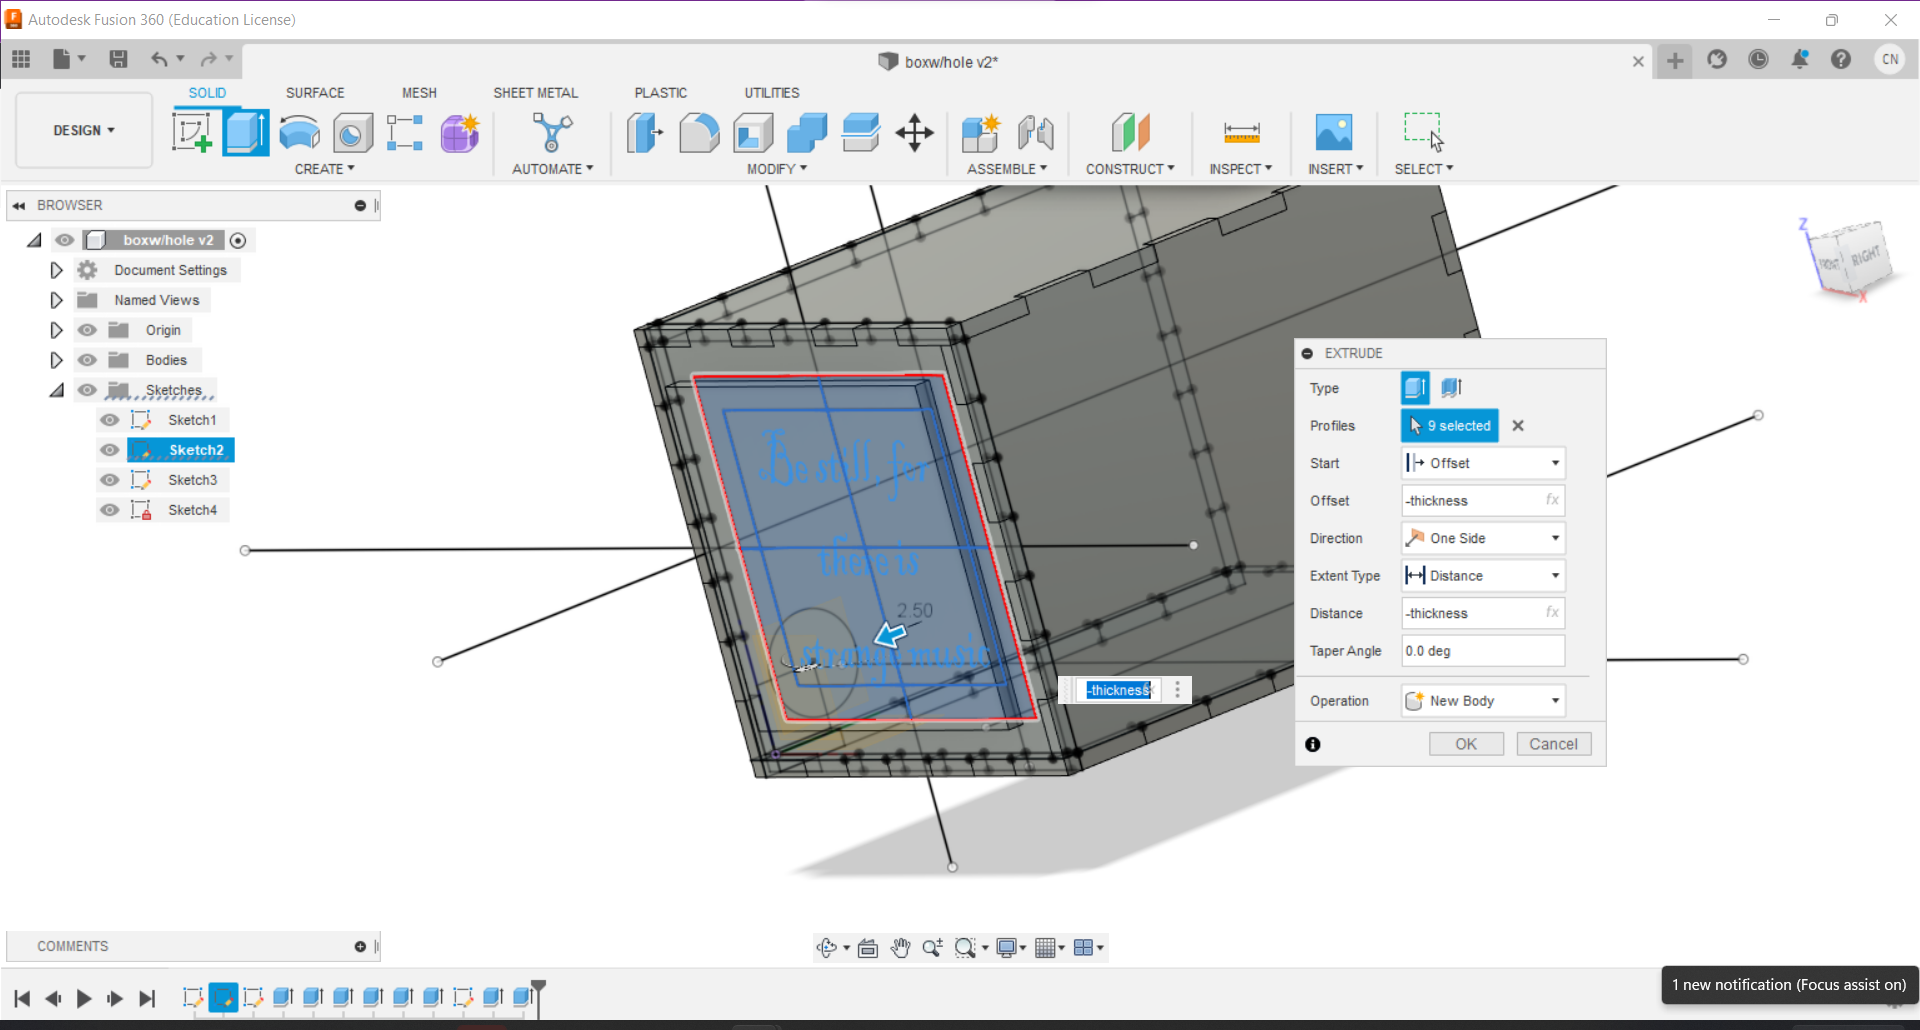 Autodesk Fusion 360 (Education License)
boxw/hole v2*
CN
DESIGN
SOLID
SURFACE
MESH
SHEET METAL
PLASTIC
UTILITIES
CREATE
AUTOMATE
MODIFY
ASSEMBLE
CONSTRUCT
INSPECT
INSERT
SELECT
BROWSER
boxw/hole v2
Document Settings
Named Views
Origin
Bodies
Sketches
Sketch1
Sketch2
Sketch3
Sketch4
Be still, for
there is
strange music
2.50
-thickness
Z
FRONT
RIGHT
X
EXTRUDE
Type
Profiles 9 selected
Start Offset
Offset -thickness fx
Direction One Side
Extent Type Distance
Distance -thickness fx
Taper Angle 0.0 deg
Operation New Body
OK Cancel
COMMENTS
1 new notification (Focus assist on)